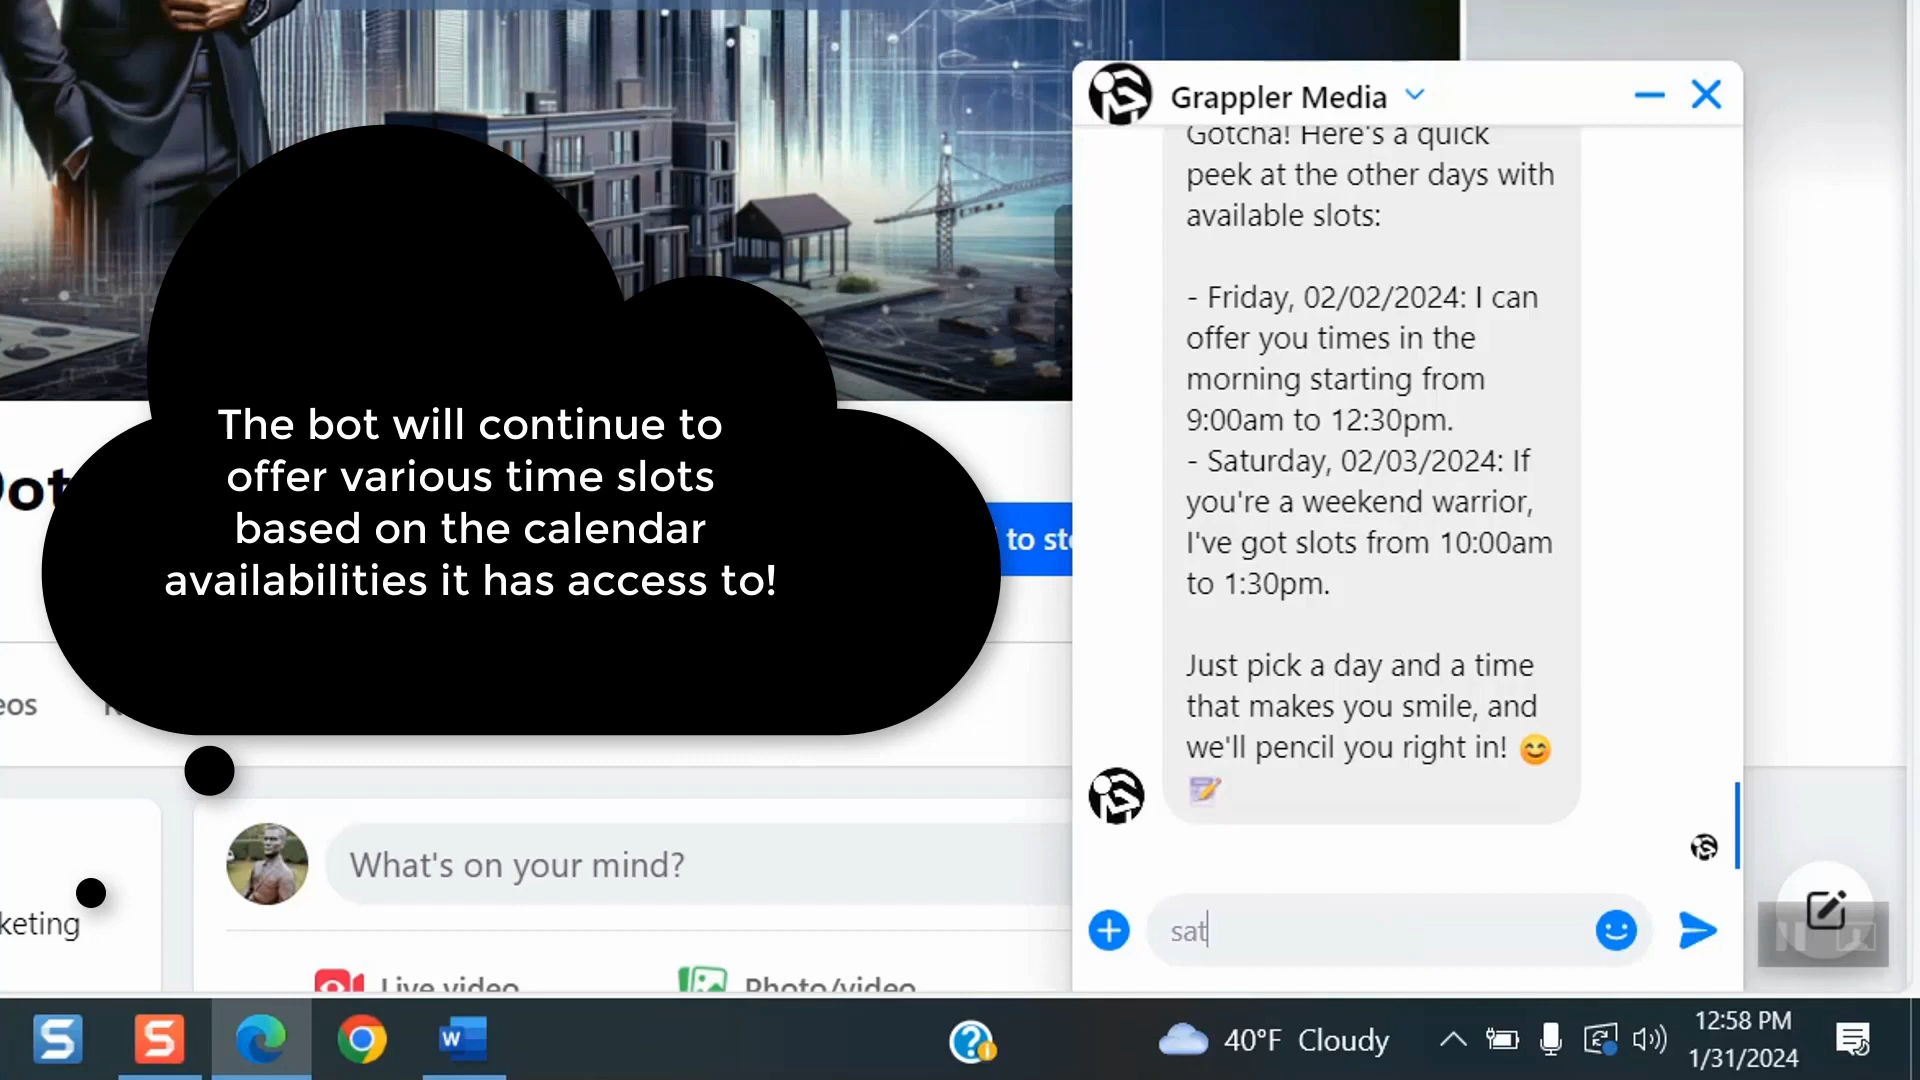 Grappler Media
Gotcha! Here's a quick
peek at the other days with
available slots:
- Friday, 02/02/2024: I can
offer you times in the
morning starting from
9:00am to 12:30pm.
- Saturday, 02/03/2024: If
you're a weekend warrior,
I've got slots from 10:00am
to 1:30pm.
Just pick a day and a time
that makes you smile, and
we'll pencil you right in! 😊
📝
sat
The bot will continue to
offer various time slots
based on the calendar
availabilities it has access to!
to
What's on your mind?
keting
Live video
Photo/video
40°F Cloudy
12:58 PM
1/31/2024